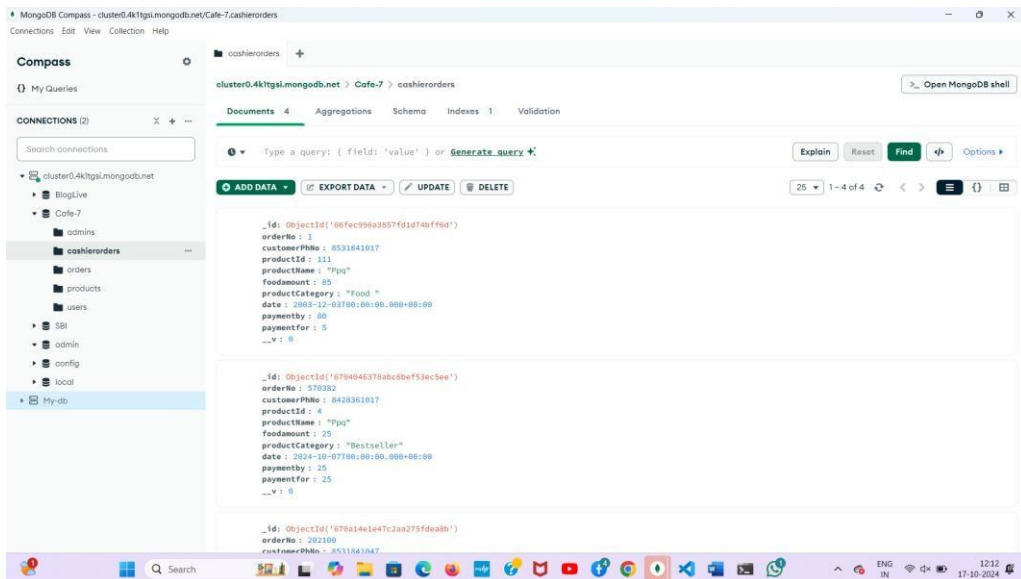 MongoDB Compass - cluster0.4k1tgsi.mongodb.net/Cafe-7.cashierorders
Connections Edit View Collection Help
Compass
{} My Queries
CONNECTIONS (2)
Search connections
cluster0.4k1tgsi.mongodb.net
BlogLive
Cafe-7
admins
cashierorders
orders
products
users
SBI
admin
config
local
My-db
cashierorders
cluster0.4k1tgsi.mongodb.net > Cafe-7 > cashierorders
Open MongoDB shell
Documents 4 Aggregations Schema Indexes 1 Validation
Type a query: { field: 'value' } or Generate query
Explain Reset Find Options
ADD DATA EXPORT DATA UPDATE DELETE
25 1 - 4 of 4
_id: ObjectId('66fec996a3857fd1d74bff6d')
orderNo : 1
customerPhNo : 8531841017
productId : 111
productName : "Ppq"
foodamount : 85
productCategory : "Food "
date : 2003-12-03T00:00:00.000+00:00
paymentby : 80
paymentfor : 5
__v : 0
_id: ObjectId('6704046378abc8bef53ec5ee')
orderNo : 570382
customerPhNo : 8428361017
productId : 4
productName : "Ppq"
foodamount : 25
productCategory : "Bestseller"
date : 2024-10-07T00:00:00.000+00:00
paymentby : 25
paymentfor : 25
__v : 0
_id: ObjectId('670a14e1e47c2aa275fdea8b')
orderNo : 202100
customerPhNo : 8531841047
Search
ENG
IN
12:12
17-10-2024